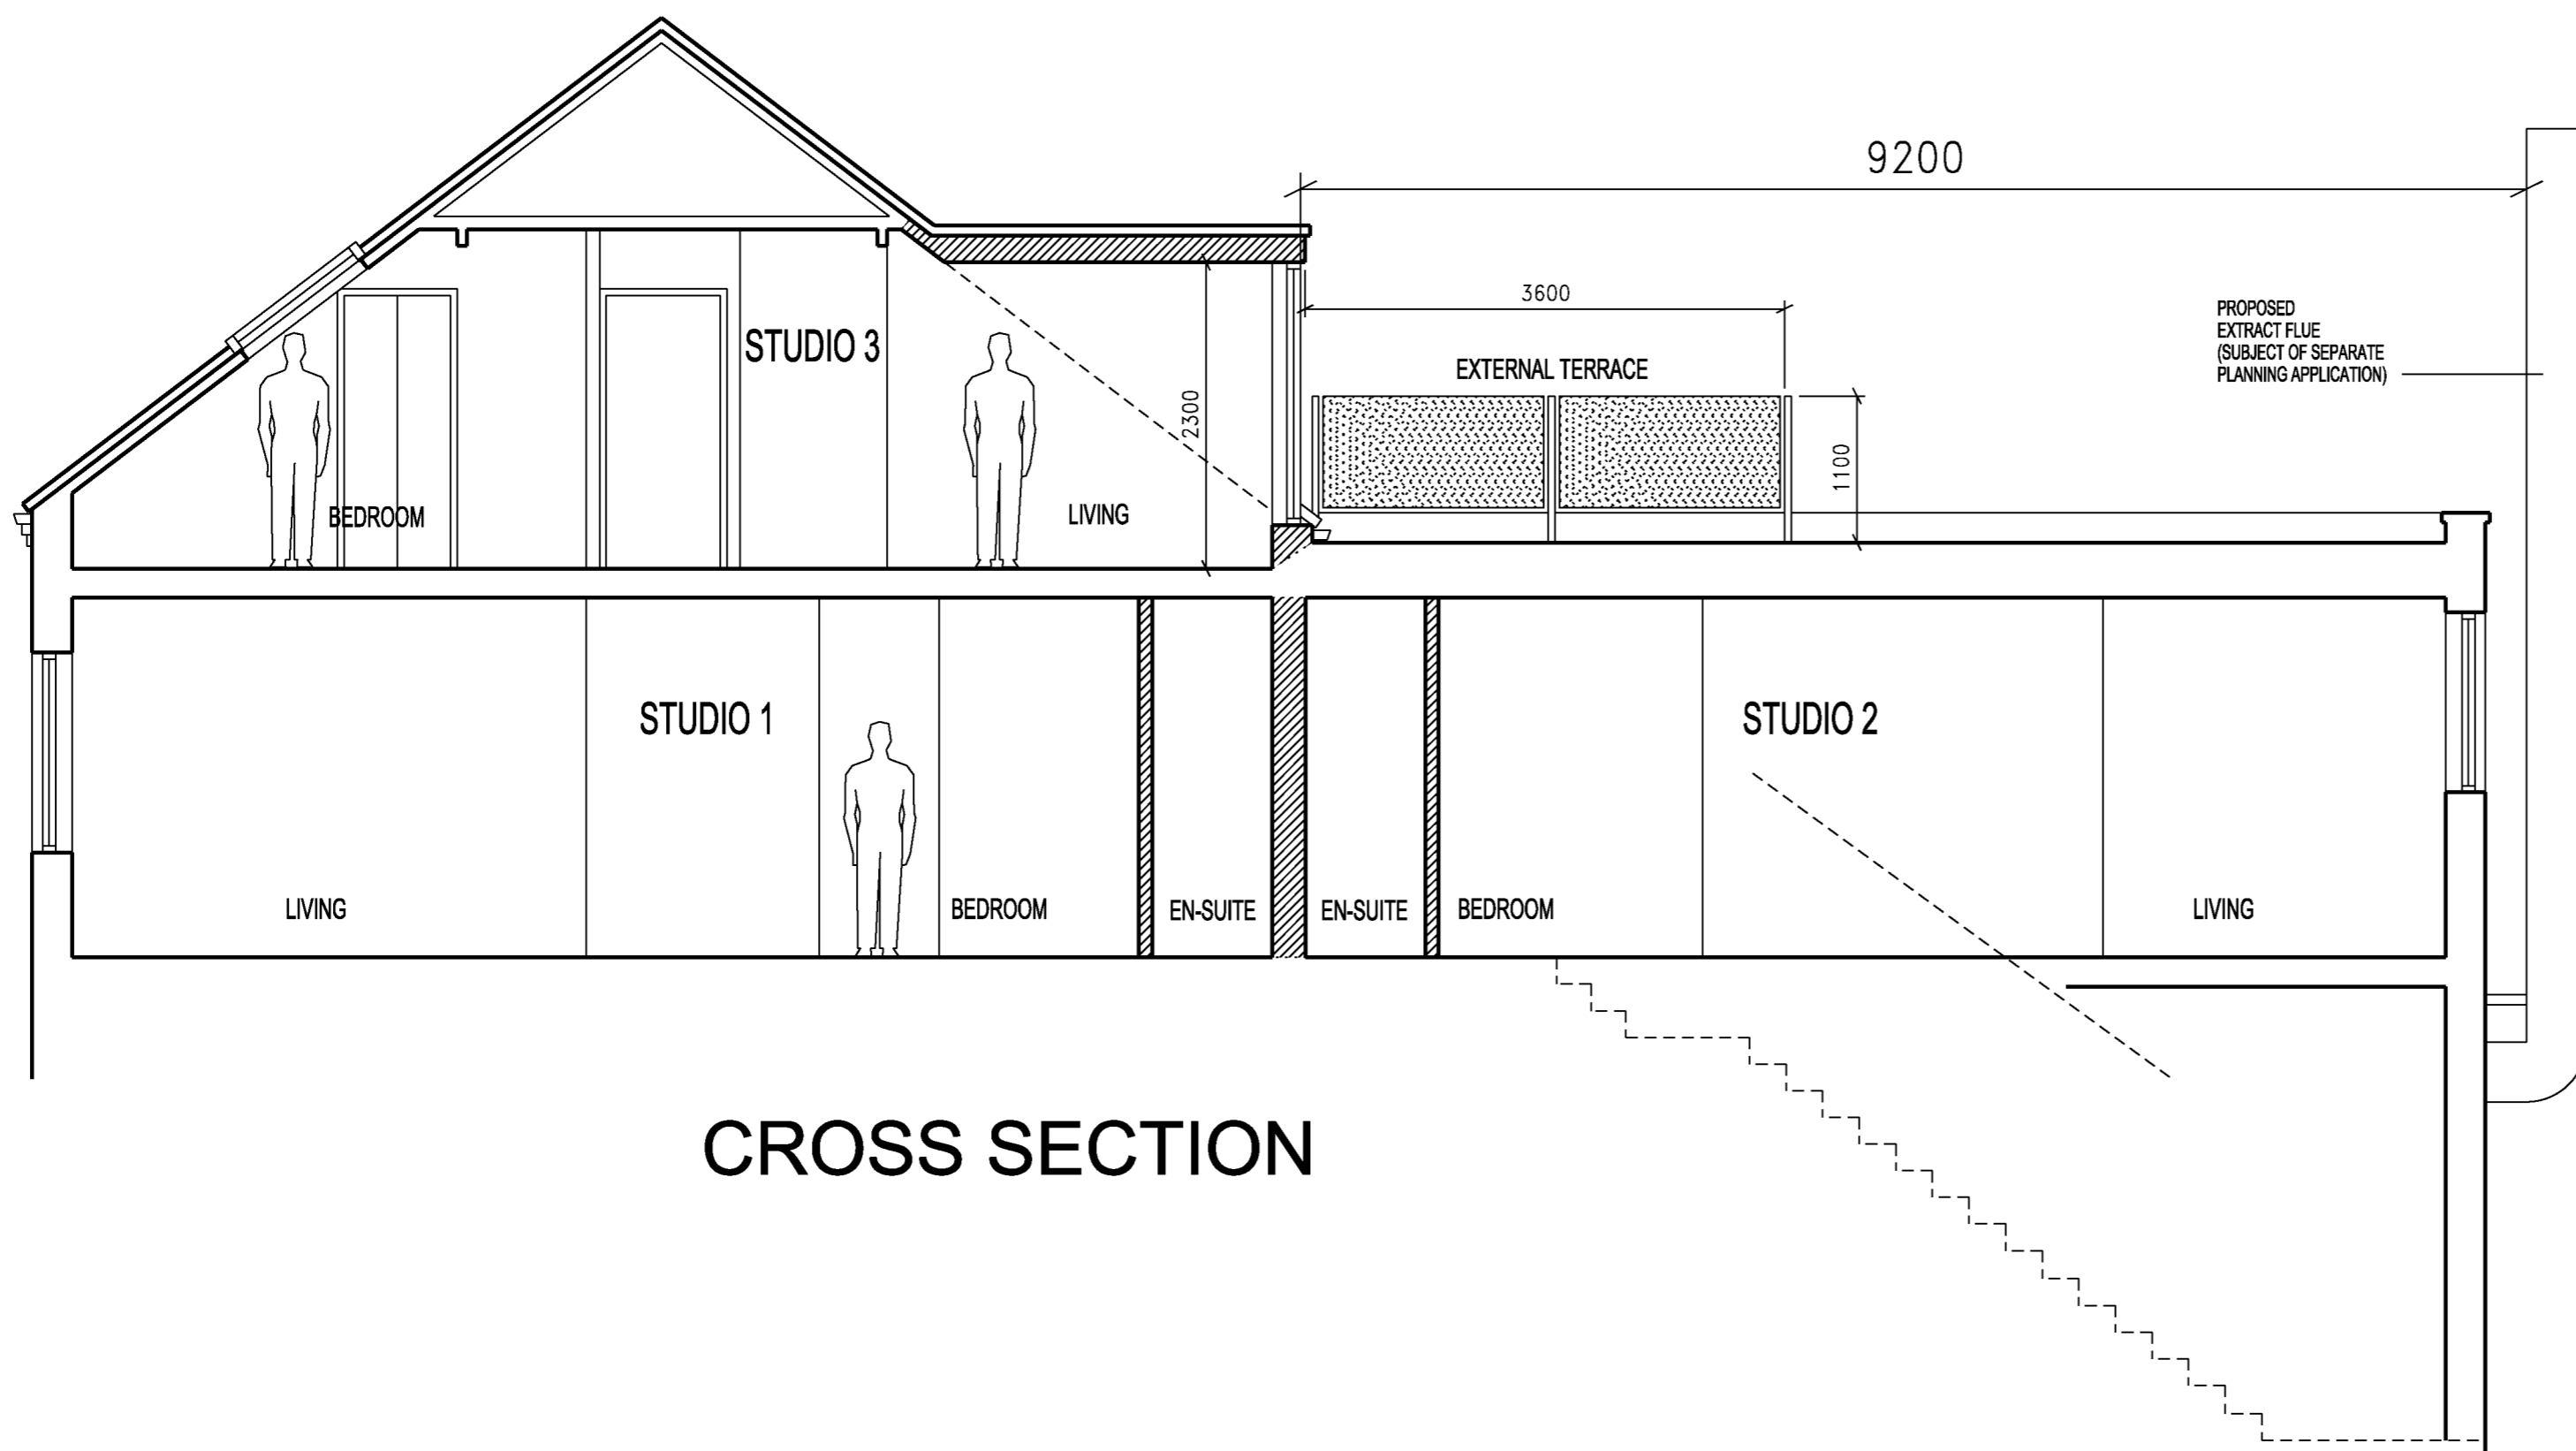 9200
3600
PROPOSED
EXTRACT FLUE
(SUBJECT OF SEPARATE
PLANNING APPLICATION)
STUDIO 3
EXTERNAL TERRACE
2300
1100
BEDROOM
LIVING
STUDIO 1
STUDIO 2
LIVING
BEDROOM
EN-SUITE
EN-SUITE
BEDROOM
LIVING
CROSS SECTION